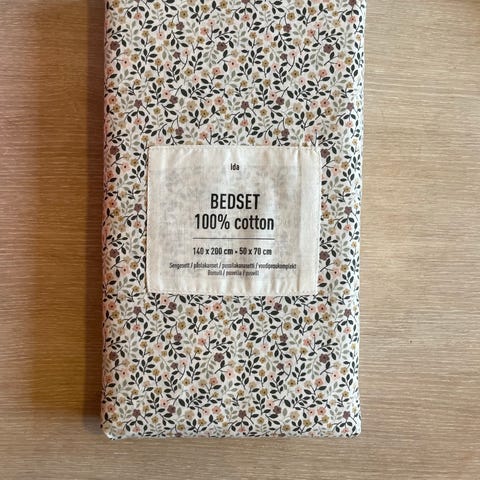 ida
BEDSET
100% cotton
140 x 200 cm • 50 x 70 cm
Sengesett / påslakanset / pussilakanasetti / voodipesukomplekt
Bomull / puuvilla / puuvill